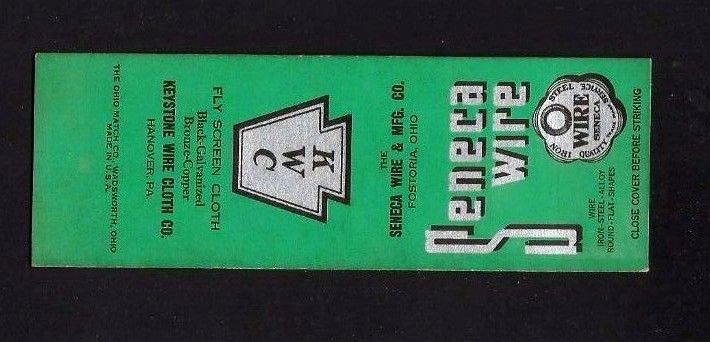 THE
SENECA WIRE & MFG. CO.
FOSTORIA, OHIO
Seneca
Wire
STEEL SERVICE
WIRE
SENECA
IRON QUALITY
WIRE
IRON-STEEL-ALLOY
ROUND-FLAT-SHAPES
CLOSE COVER BEFORE STRIKING
K
W
C
FLY SCREEN CLOTH
Black-Galvanized
Bronze-Copper
KEYSTONE WIRE CLOTH CO.
HANOVER, PA.
THE OHIO MATCH CO., WADSWORTH, OHIO
MADE IN U.S.A.